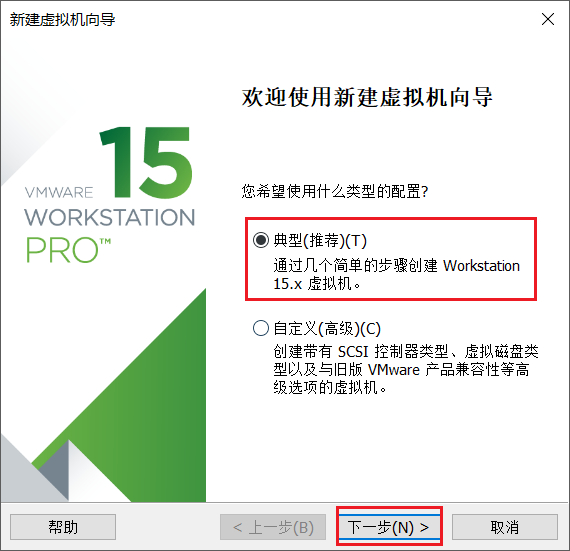 新建虚拟机向导
欢迎使用新建虚拟机向导
15
VMWARE
WORKSTATION
PRO™
您希望使用什么类型的配置?
典型(推荐)(T)
通过几个简单的步骤创建 Workstation
15.x 虚拟机。
自定义(高级)(C)
创建带有 SCSI 控制器类型、虚拟磁盘类
型以及与旧版 VMware 产品兼容性等高
级选项的虚拟机。
帮助
< 上一步(B)
下一步(N) >
取消